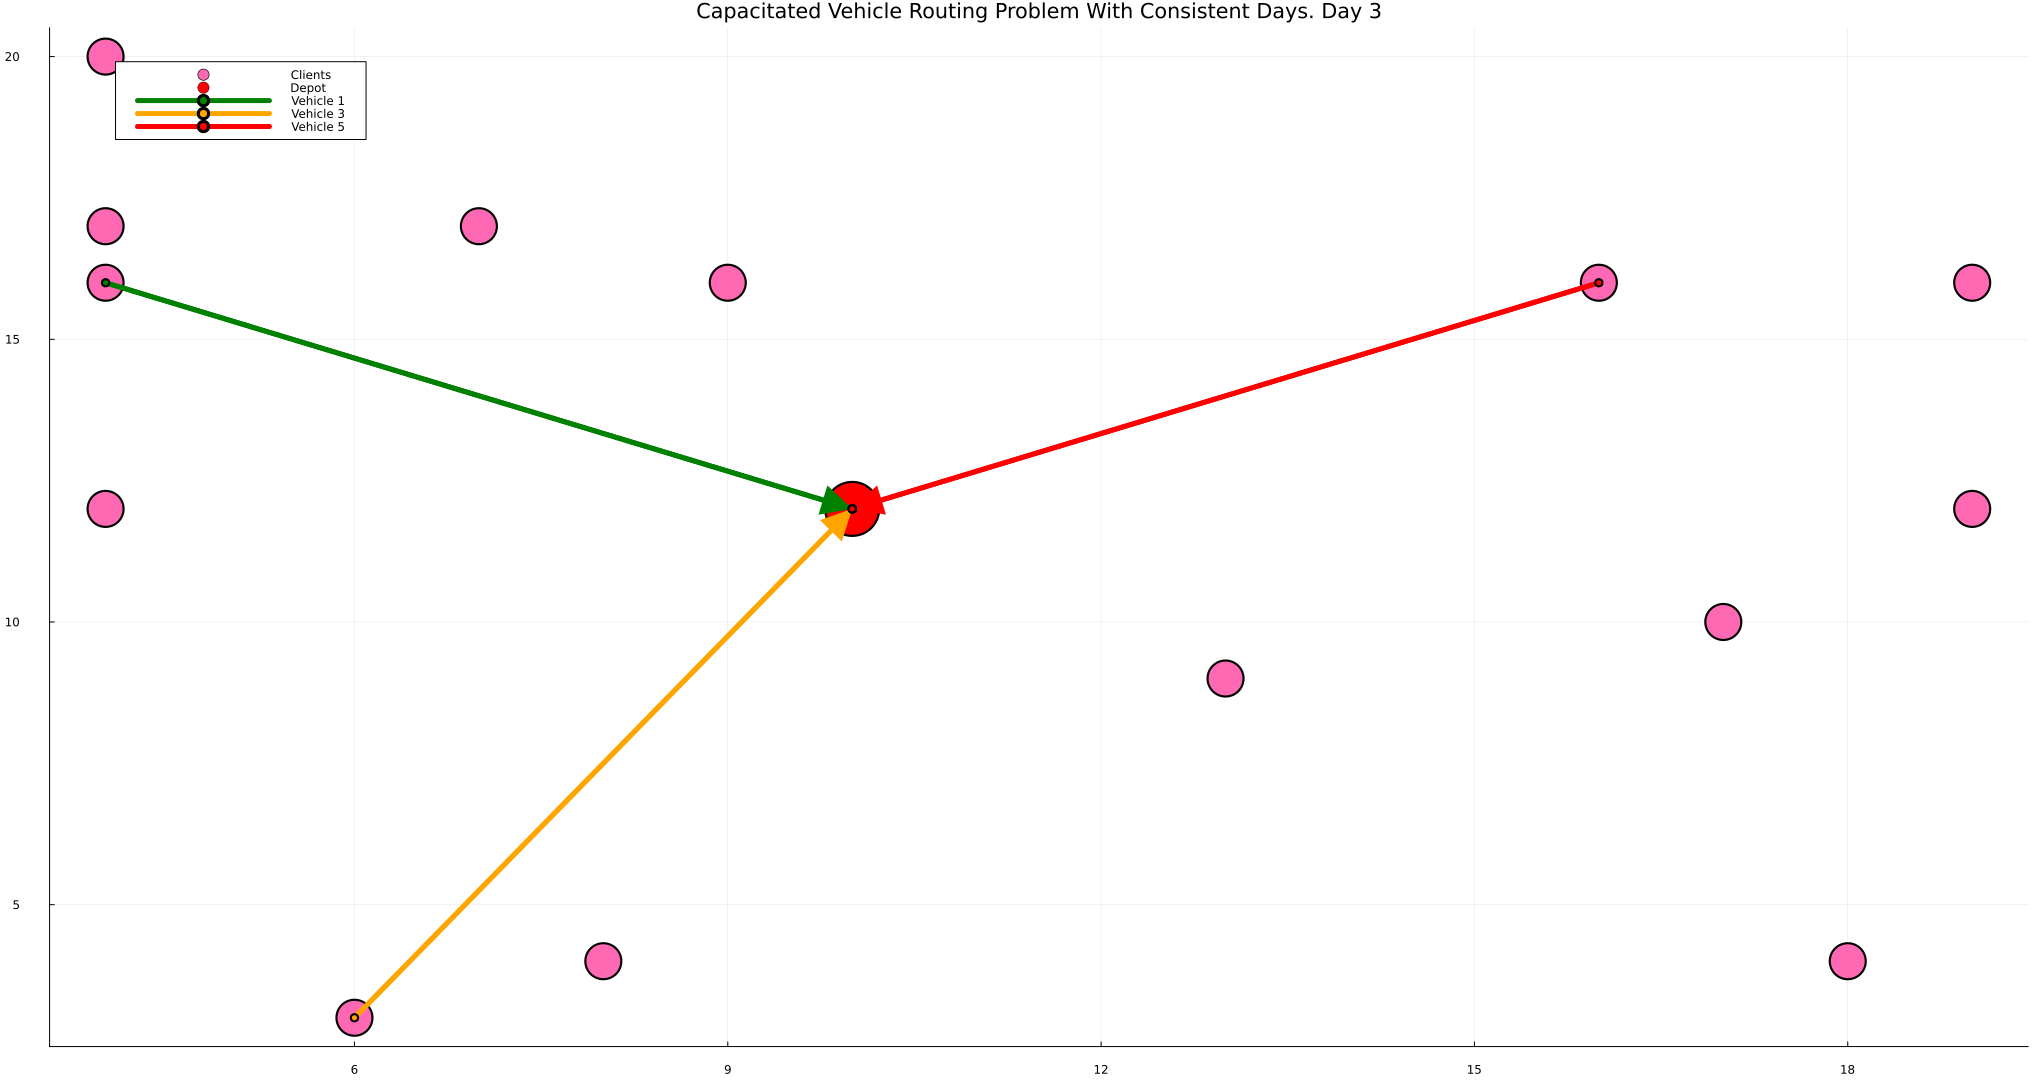 Capacitated Vehicle Routing Problem With Consistent Days. Day 3
20
Clients
Depot
Vehicle 1
Vehicle 3
Vehicle 5
15
10
5
6 9 12 15 18